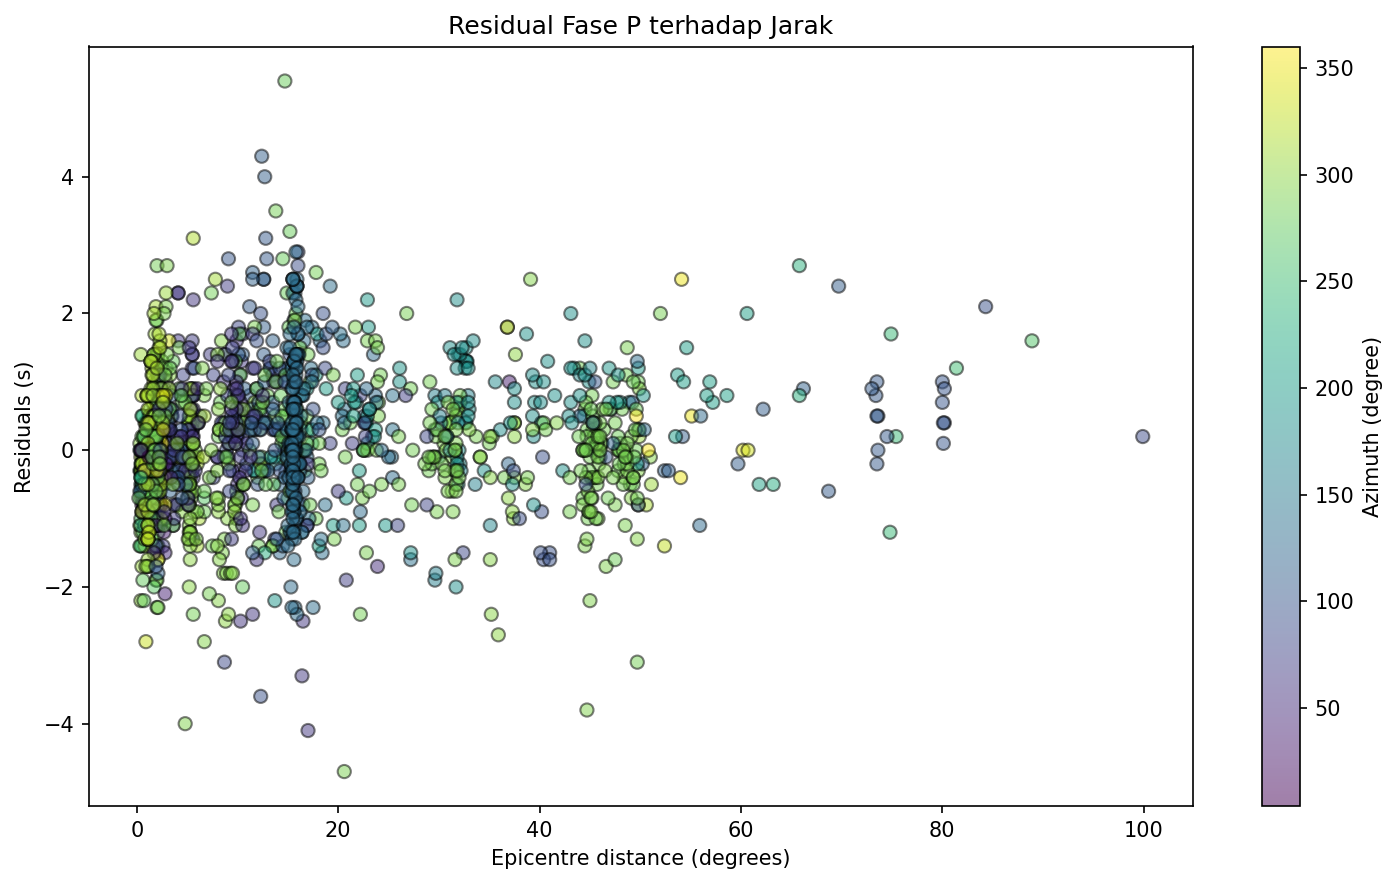 Residual Fase P terhadap Jarak
Residuals (s)
4
2
0
−2
−4
0 20 40 60 80 100
Epicentre distance (degrees)
350
300
250
200
150
100
50
Azimuth (degree)